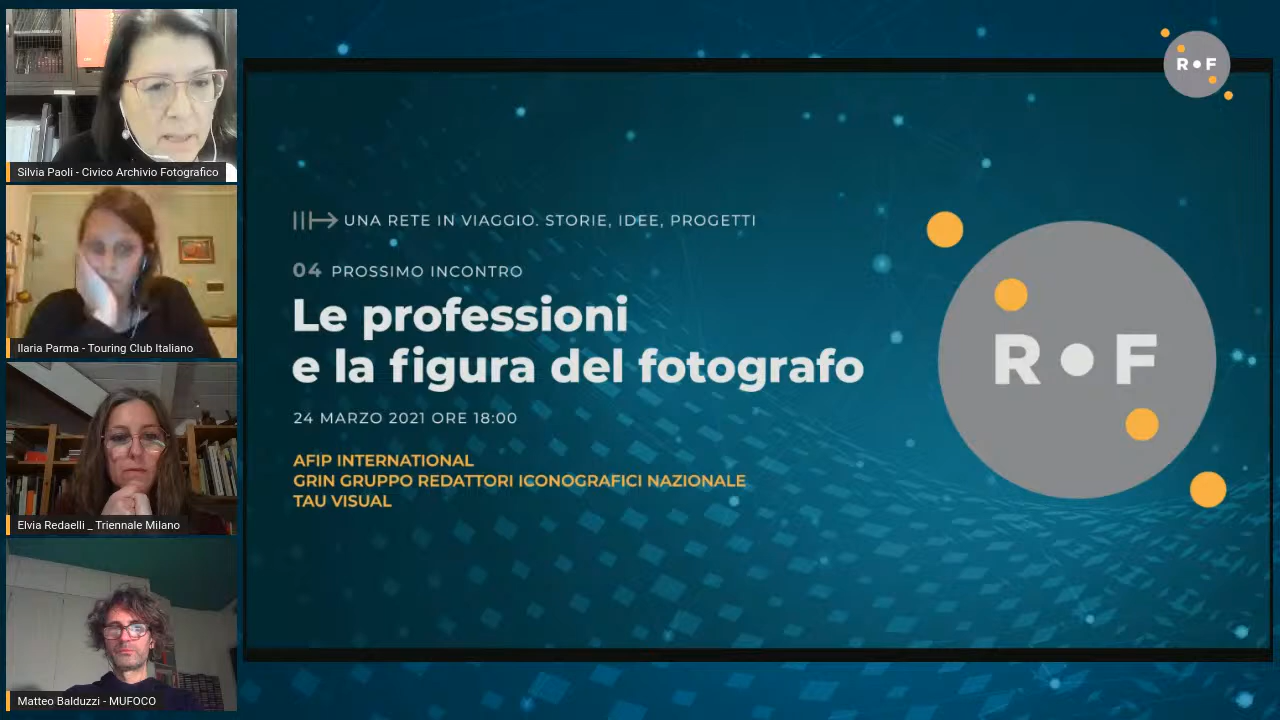 Silvia Paoli - Civico Archivio Fotografico
Ilaria Parma - Touring Club Italiano
Elvia Redaelli _ Triennale Milano
Matteo Balduzzi - MUFOCO
UNA RETE IN VIAGGIO. STORIE, IDEE, PROGETTI
04 PROSSIMO INCONTRO
Le professioni
e la figura del fotografo
24 MARZO 2021 ORE 18:00
AFIP INTERNATIONAL
GRIN GRUPPO REDATTORI ICONOGRAFICI NAZIONALE
TAU VISUAL
R●F
R●F